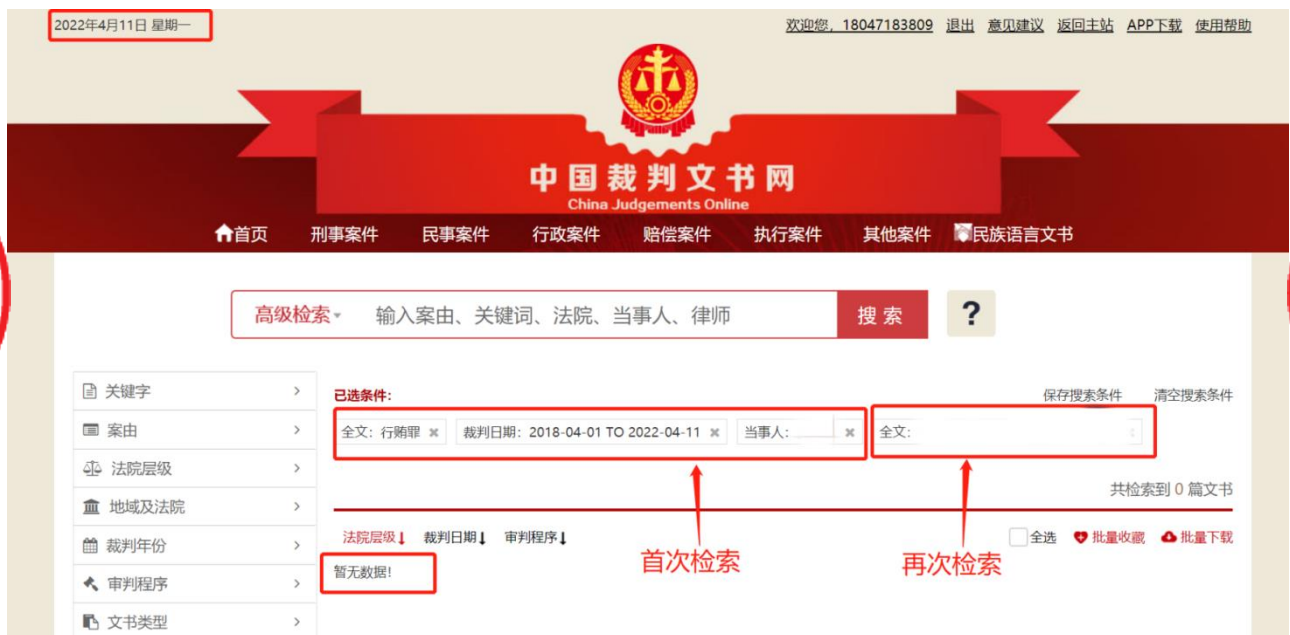 2022年4月11日 星期一
欢迎您，18047183809 退出 意见建议 返回主站 APP下载 使用帮助
中国裁判文书网
China Judgements Online
首页 刑事案件 民事案件 行政案件 赔偿案件 执行案件 其他案件 民族语言文书
高级检索 输入案由、关键词、法院、当事人、律师 搜索 ?
关键字
案由
法院层级
地域及法院
裁判年份
审判程序
文书类型
已选条件:
保存搜索条件 清空搜索条件
全文: 行贿罪 × 裁判日期: 2018-04-01 TO 2022-04-11 × 当事人: × 全文:
共检索到 0 篇文书
法院层级↓ 裁判日期↓ 审判程序↓
全选 批量收藏 批量下载
暂无数据!
首次检索
再次检索